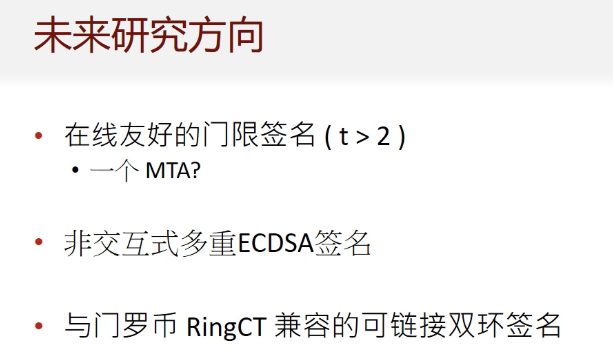 未来研究方向
• 在线友好的门限签名 ( t > 2 )
• 一个 MTA?
• 非交互式多重ECDSA签名
• 与门罗币 RingCT 兼容的可链接双环签名